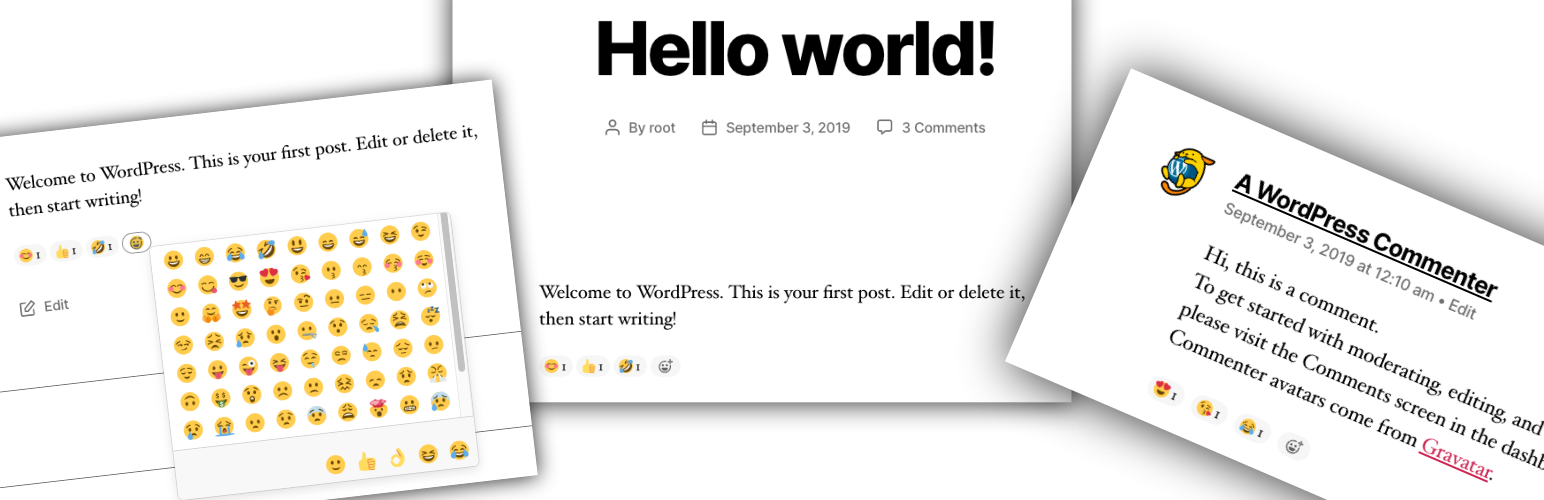 Welcome to WordPress. This is your first post. Edit or delete it,
then start writing!
1 1 1
Edit
Hello world!
By root September 3, 2019 3 Comments
Welcome to WordPress. This is your first post. Edit or delete it,
then start writing!
1 1 1
A WordPress Commenter
September 3, 2019 at 12:10 am • Edit
Hi, this is a comment.
To get started with moderating, editing, and
please visit the Comments screen in the
Commenter avatars come from Gravatar.
1 1 1